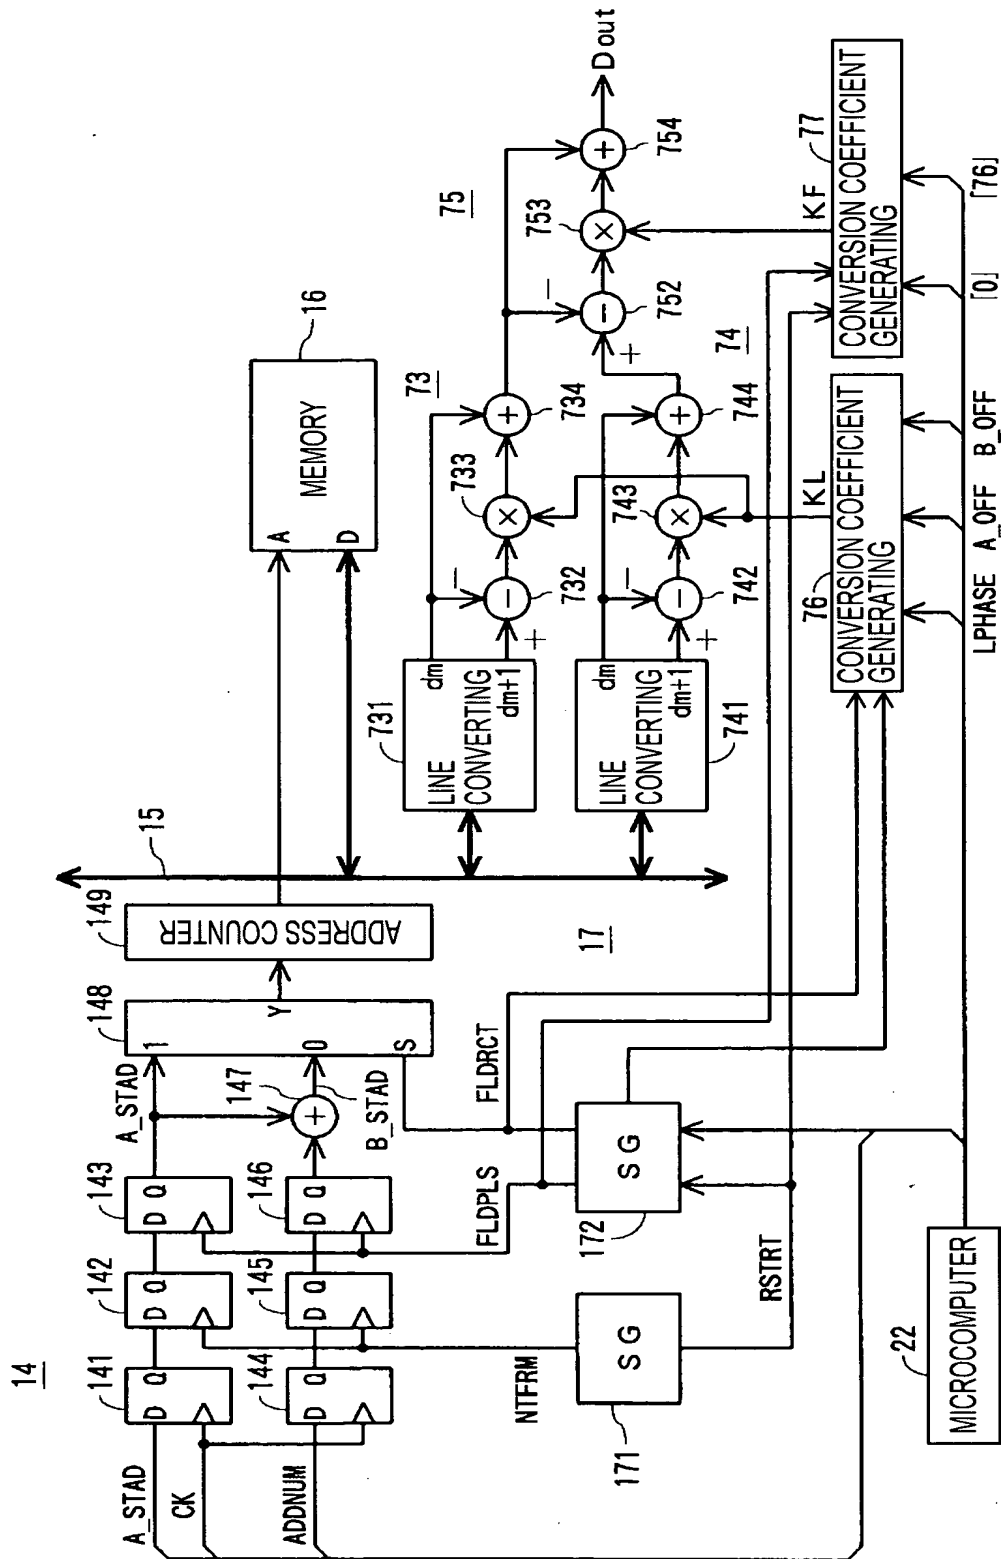 14
A_STAD
CK
ADDNUM
141
D Q
142
D Q
143
D Q
144
D Q
145
D Q
146
D Q
A_STAD
147
+
B_STAD
148
1
0
S
Y
149
ADDRESS COUNTER
15
16
MEMORY
A
D
NTFRM
FLDPLS
FLDRCT
17
171
S G
172
S G
RSTRT
731
LINE
CONVERTING
dm
dm+1
−
+
−
732
733
×
73
734
+
741
LINE
CONVERTING
dm
dm+1
−
+
−
742
743
×
74
744
+
75
−
+
−
752
753
×
754
+
Dout
KL
KF
76
CONVERSION COEFFICIENT
GENERATING
77
CONVERSION COEFFICIENT
GENERATING
22
MICROCOMPUTER
LPHASE
A_OFF
B_OFF
「0」
「76」